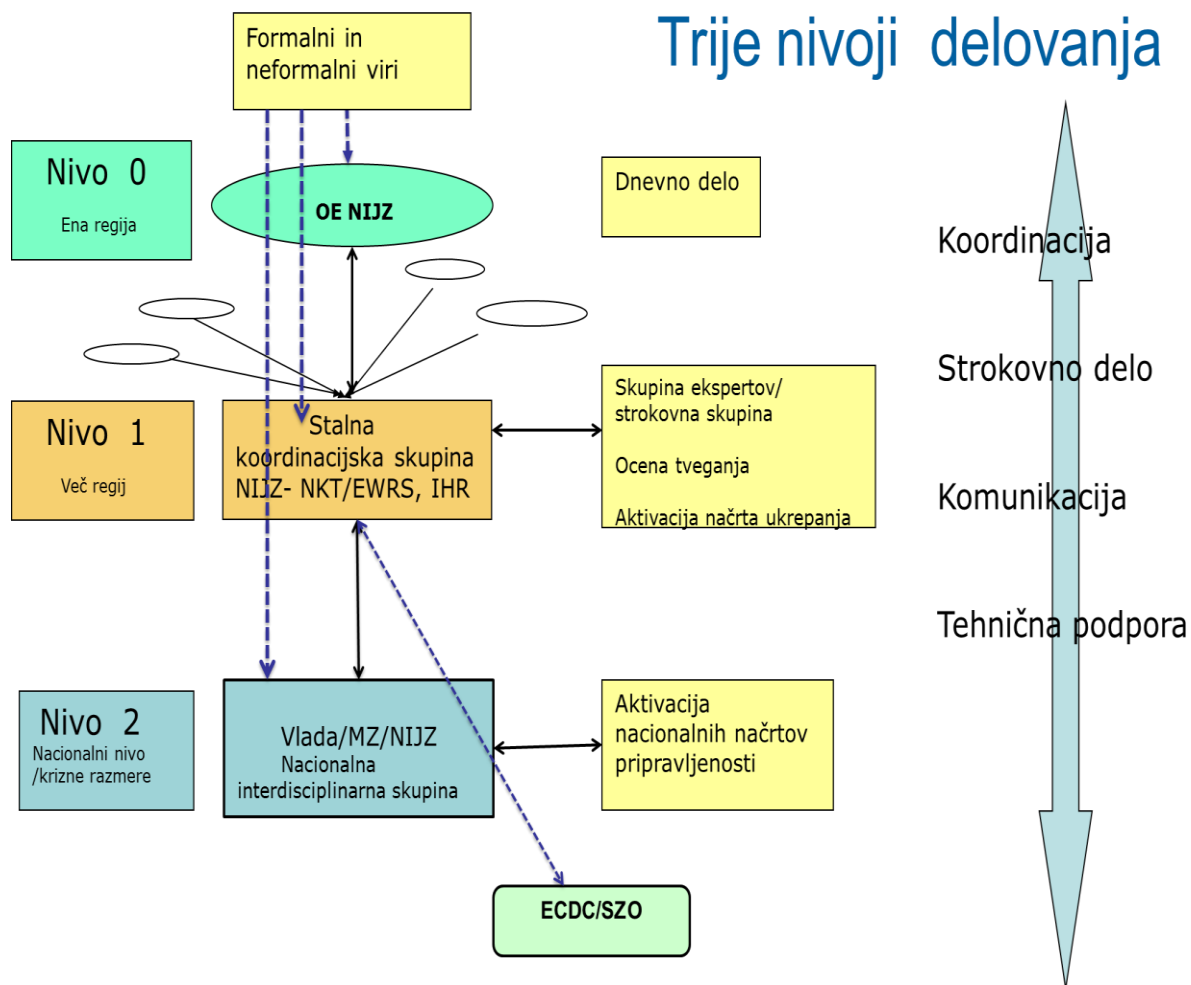 Trije nivoji delovanja
Formalni in
neformalni viri
Nivo 0
Ena regija
OE NIJZ
Dnevno delo
Nivo 1
Več regij
Stalna
koordinacijska skupina
NIJZ- NKT/EWRS, IHR
Skupina ekspertov/
strokovna skupina
Ocena tveganja
Aktivacija načrta ukrepanja
Nivo 2
Nacionalni nivo
/krizne razmere
Vlada/MZ/NIJZ
Nacionalna
interdisciplinarna skupina
Aktivacija
nacionalnih načrtov
pripravljenosti
ECDC/SZO
Koordinacija
Strokovno delo
Komunikacija
Tehnična podpora